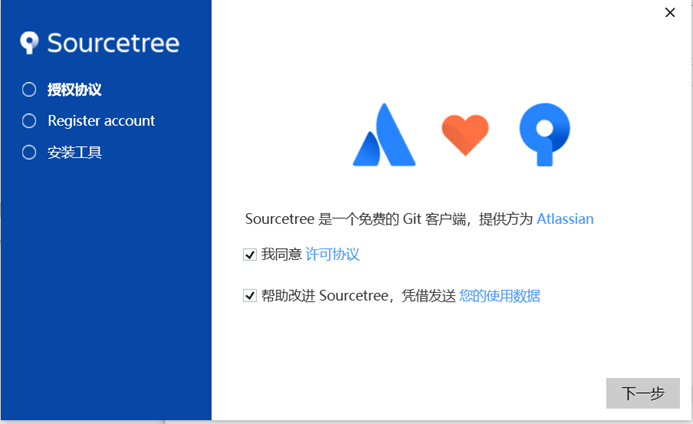 Sourcetree
授权协议
Register account
安装工具
Sourcetree 是一个免费的 Git 客户端，提供方为 Atlassian
我同意 许可协议
帮助改进 Sourcetree，凭借发送 您的使用数据
下一步